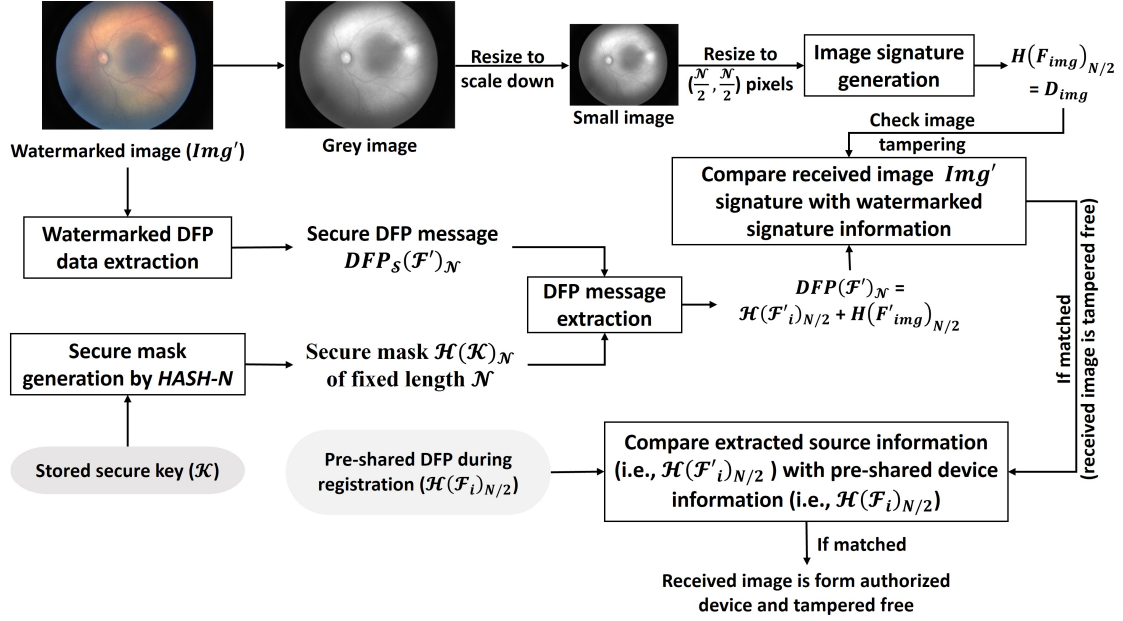 Watermarked image (Img′)
Grey image
Resize to
scale down
Small image
Resize to
(𝒩/2, 𝒩/2) pixels
Image signature
generation
H(F_img)_N/2
= D_img
Check image
tampering
Compare received image Img′
signature with watermarked
signature information
Watermarked DFP
data extraction
Secure DFP message
DFP_𝒮(ℱ′)_𝒩
DFP message
extraction
DFP(ℱ′)_𝒩 =
ℋ(ℱ′_i)_N/2 + H(F′_img)_N/2
Secure mask
generation by HASH-N
Secure mask ℋ(𝒦)_𝒩
of fixed length 𝒩
Stored secure key (𝒦)
Pre-shared DFP during
registration (ℋ(ℱ_i)_N/2)
Compare extracted source information
(i.e., ℋ(ℱ′_i)_N/2 ) with pre-shared device
information (i.e., ℋ(ℱ_i)_N/2)
If matched
(received image is tampered free)
If matched
Received image is form authorized
device and tampered free